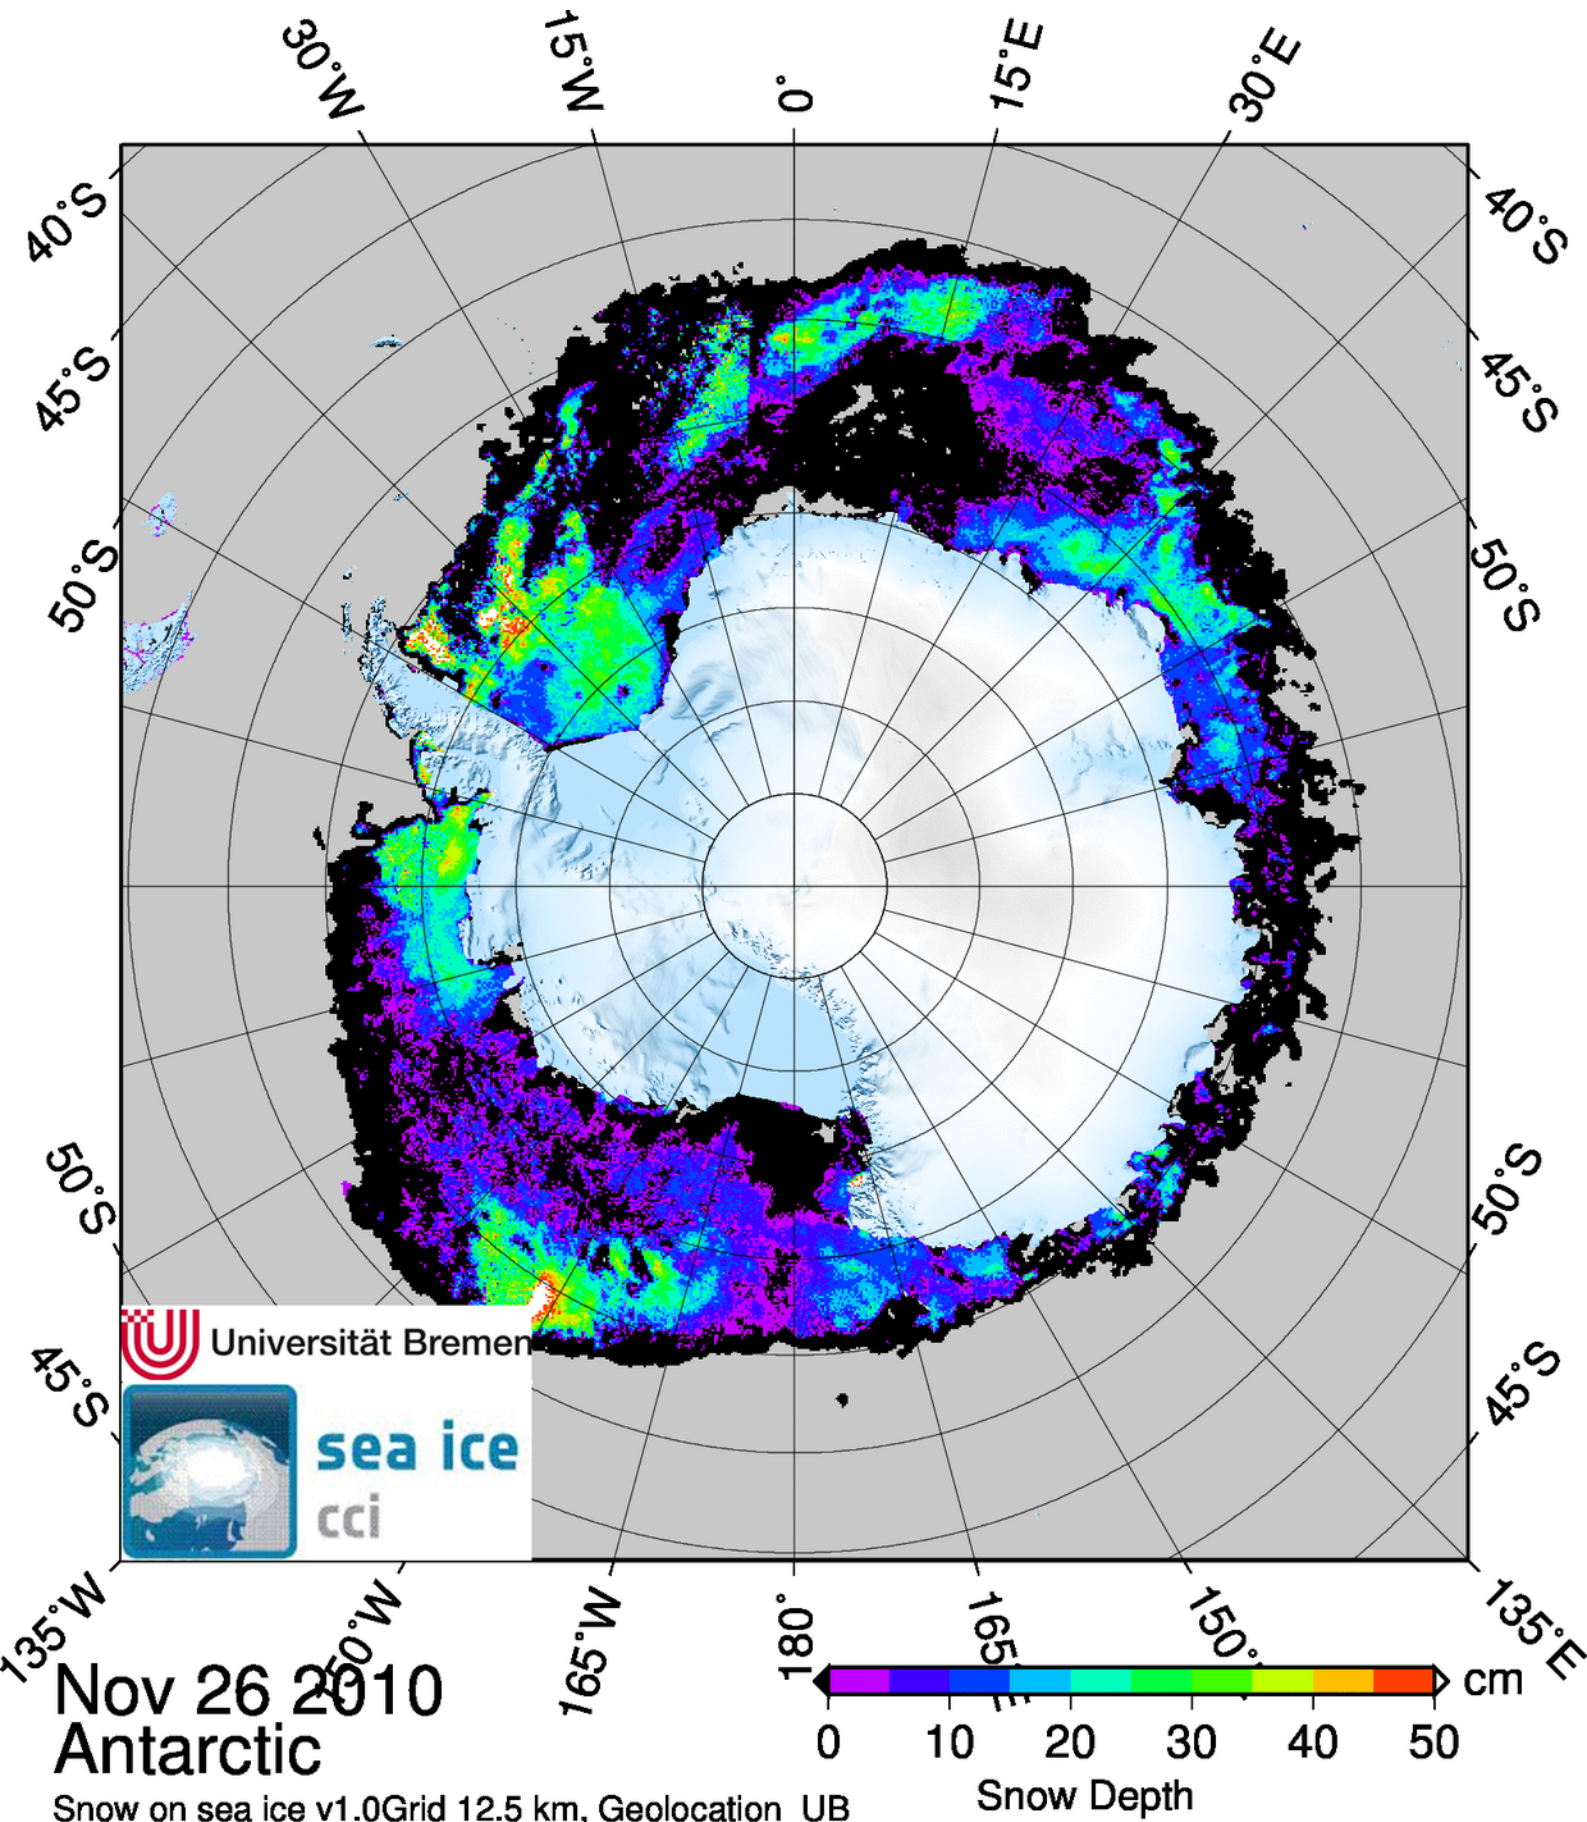 30°W
15°W
0°
15°E
30°E
40°S
40°S
45°S
45°S
50°S
50°S
50°S
50°S
45°S
45°S
Universität Bremen
sea ice
cci
135°W
165°W
180°
165°E
135°E
Nov 26 2010
Antarctic
Snow on sea ice v1.0Grid 12.5 km, Geolocation UB
cm
0 10 20 30 40 50
Snow Depth